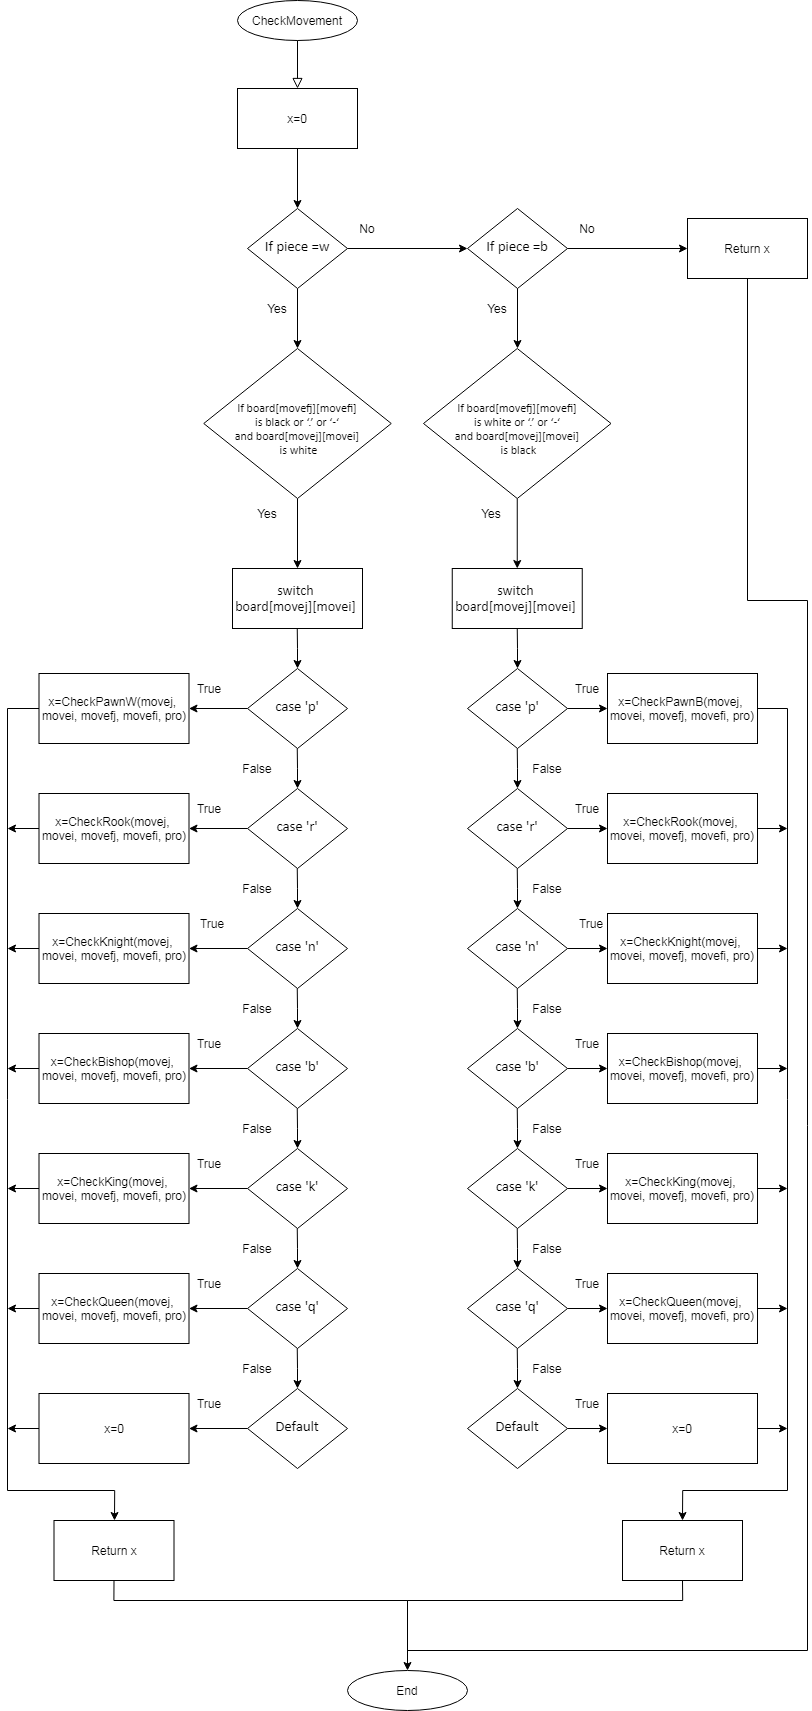 CheckMovement
x=0
If piece =w
No
If piece =b
No
Return x
Yes
Yes
If board[movefj][movefi]
is black or '.' or '-'
and board[movej][movei]
is white
If board[movefj][movefi]
is white or '.' or '-'
and board[movej][movei]
is black
Yes
Yes
switch
board[movej][movei]
switch
board[movej][movei]
x=CheckPawnW(movej,
movei, movefj, movefi, pro)
True
case 'p'
case 'p'
True
x=CheckPawnB(movej,
movei, movefj, movefi, pro)
False
False
x=CheckRook(movej,
movei, movefj, movefi, pro)
True
case 'r'
case 'r'
True
x=CheckRook(movej,
movei, movefj, movefi, pro)
False
False
x=CheckKnight(movej,
movei, movefj, movefi, pro)
True
case 'n'
case 'n'
True
x=CheckKnight(movej,
movei, movefj, movefi, pro)
False
False
x=CheckBishop(movej,
movei, movefj, movefi, pro)
True
case 'b'
case 'b'
True
x=CheckBishop(movej,
movei, movefj, movefi, pro)
False
False
x=CheckKing(movej,
movei, movefj, movefi, pro)
True
case 'k'
case 'k'
True
x=CheckKing(movej,
movei, movefj, movefi, pro)
False
False
x=CheckQueen(movej,
movei, movefj, movefi, pro)
True
case 'q'
case 'q'
True
x=CheckQueen(movej,
movei, movefj, movefi, pro)
False
False
x=0
True
Default
Default
True
x=0
Return x
Return x
End